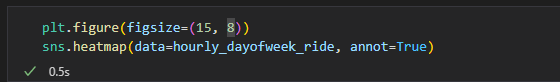 plt.figure(figsize=(15, 8))
sns.heatmap(data=hourly_dayofweek_ride, annot=True)
✓ 0.5s